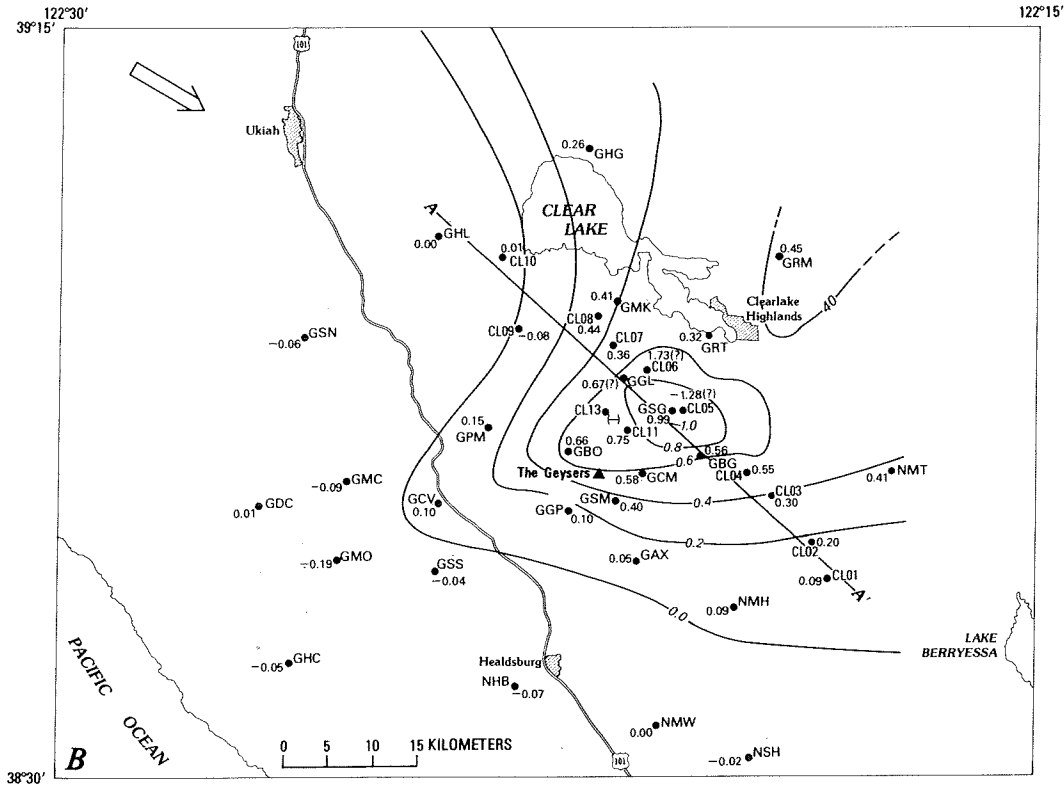 122°30'
122°15'
39°15'
101
Ukiah
0.26
GHG
A
CLEAR
LAKE
GHL
0.00
0.01
CL10
0.45
GRM
.40
0.41
GMK
CL08
0.44
Clearlake
Highlands
CL09
-0.08
GSN
-0.06
CL07
0.36
0.32
GRT
1.73(?)
CL06
0.67(?)
GGL
CL13
GSG
0.99
-1.28(?)
CL05
1.0
0.15
GPM
0.75
CL11
0.8
0.66
GBO
0.6
0.56
GBG
The Geysers
0.58
GCM
CL04
0.55
0.41
NMT
-0.09
GMC
GDC
0.01
GCV
0.10
GGP
0.10
GSM
0.40
0.4
CL03
0.30
0.2
0.20
CL02
GMO
-0.19
GSS
-0.04
GAX
0.05
CL01
0.09
A'
NMH
0.09
0.0
LAKE
BERRYESSA
PACIFIC
OCEAN
GHC
-0.05
Healdsburg
NHB
-0.07
NMW
0.00
NSH
-0.02
B
0 5 10 15 KILOMETERS
101
38°30'